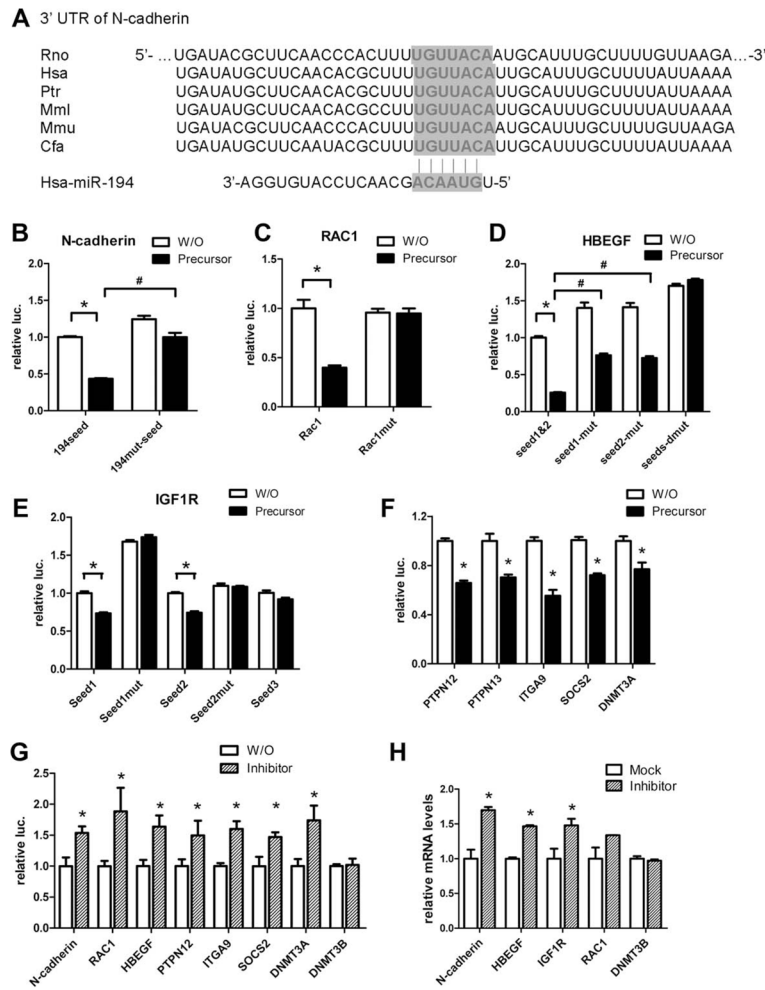 A 3' UTR of N-cadherin
Rno 5'- ... UGAUACGCUUCAACCCACUUUUGUUACAAUGCAUUUGCUUUUGUUAAGA...-3'
Hsa UGAUAUGCUUCAACACGCUUUUGUUACAUUGCAUUUGCUUUUAUUAAAA
Ptr UGAUAUGCUUCAACACGCUUUUGUUACAUUGCAUUUGCUUUUAUUAAAA
Mml UGAUAUGCUUCAACACGCCUUUGUUACAUUGCAUUUGCUUUUAUUAAAA
Mmu UGAUAUGCUUCAACCCACUUUUGUUACAAUGCAUUUGCUUUUGUUAAGA
Cfa UGAUAUGCUUCAAUACGCUUUUGUUACAUUGCAUUUGCUUUUAUUAAAA
Hsa-miR-194 3'-AGGUGUACCUCAACGACAAUGU-5'
B
N-cadherin
W/O
Precursor
relative luc.
2.0
1.5
1.0
0.5
0.0
*
#
194seed
194mut-seed
C
RAC1
W/O
Precursor
relative luc.
1.5
1.0
0.5
0.0
*
Rac1
Rac1mut
D
HBEGF
W/O
Precursor
relative luc.
2.0
1.5
1.0
0.5
0.0
*
#
#
seed1&2
seed1-mut
seed2-mut
seeds-dmut
E
IGF1R
W/O
Precursor
relative luc.
2.0
1.5
1.0
0.5
0.0
*
*
Seed1
Seed1mut
Seed2
Seed2mut
Seed3
F
W/O
Precursor
relative luc.
1.2
0.8
0.4
0.0
* * * * *
PTPN12
PTPN13
ITGA9
SOCS2
DNMT3A
G
W/O
Inhibitor
relative luc.
2.5
2.0
1.5
1.0
0.5
0.0
* * * * * * *
N-cadherin
RAC1
HBEGF
PTPN12
ITGA9
SOCS2
DNMT3A
DNMT3B
H
Mock
Inhibitor
relative mRNA levels
2.0
1.5
1.0
0.5
0.0
* * *
N-cadherin
HBEGF
IGF1R
RAC1
DNMT3B